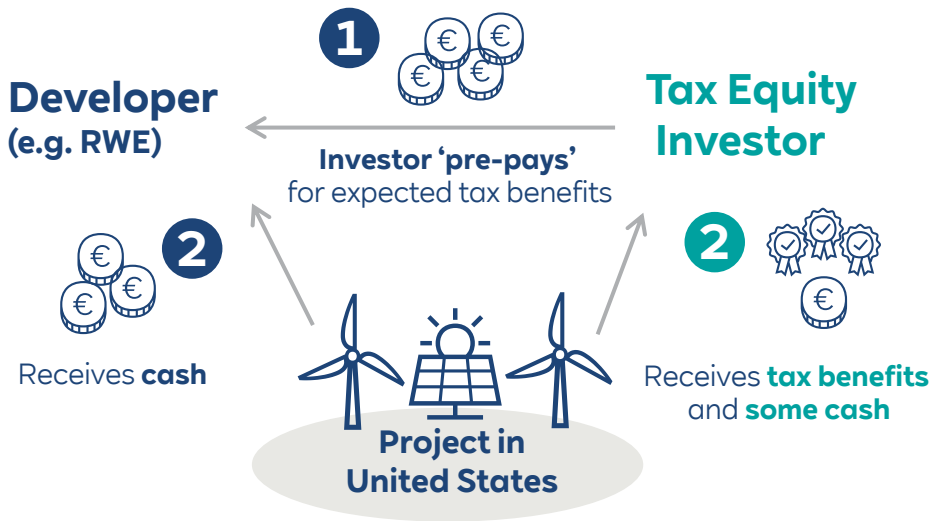 1
€ € € €
Developer
(e.g. RWE)
Tax Equity
Investor
Investor ‘pre-pays’
for expected tax benefits
2
€ € €
Receives cash
2
€
Receives tax benefits
and some cash
Project in
United States